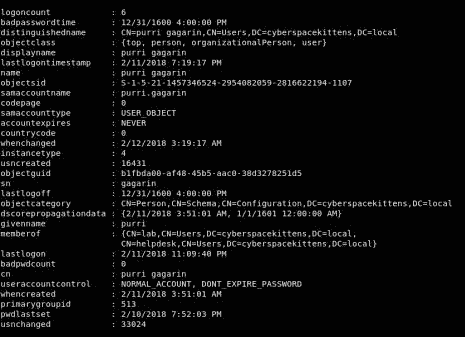 logoncount : 6
badpasswordtime : 12/31/1600 4:00:00 PM
distinguishedname : CN=purri gagarin,CN=Users,DC=cyberspacekittens,DC=local
objectclass : {top, person, organizationalPerson, user}
displayname : purri gagarin
lastlogontimestamp : 2/11/2018 7:19:17 PM
name : purri gagarin
objectsid : S-1-5-21-1457346524-2954082059-2816622194-1107
samaccountname : purri.gagarin
codepage : 0
samaccounttype : USER_OBJECT
accountexpires : NEVER
countrycode : 0
whenchanged : 2/12/2018 3:19:17 AM
instancetype : 4
usncreated : 16431
objectguid : b1fbda00-af48-45b5-aac0-38d3278251d5
sn : gagarin
lastlogoff : 12/31/1600 4:00:00 PM
objectcategory : CN=Person,CN=Schema,CN=Configuration,DC=cyberspacekittens,DC=local
dscorepropagationdata : {2/11/2018 3:51:01 AM, 1/1/1601 12:00:00 AM}
givenname : purri
memberof : {CN=lab,CN=Users,DC=cyberspacekittens,DC=local,
CN=helpdesk,CN=Users,DC=cyberspacekittens,DC=local}
lastlogon : 2/11/2018 11:09:40 PM
badpwdcount : 0
cn : purri gagarin
useraccountcontrol : NORMAL_ACCOUNT, DONT_EXPIRE_PASSWORD
whencreated : 2/11/2018 3:51:01 AM
primarygroupid : 513
pwdlastset : 2/10/2018 7:52:03 PM
usnchanged : 33024